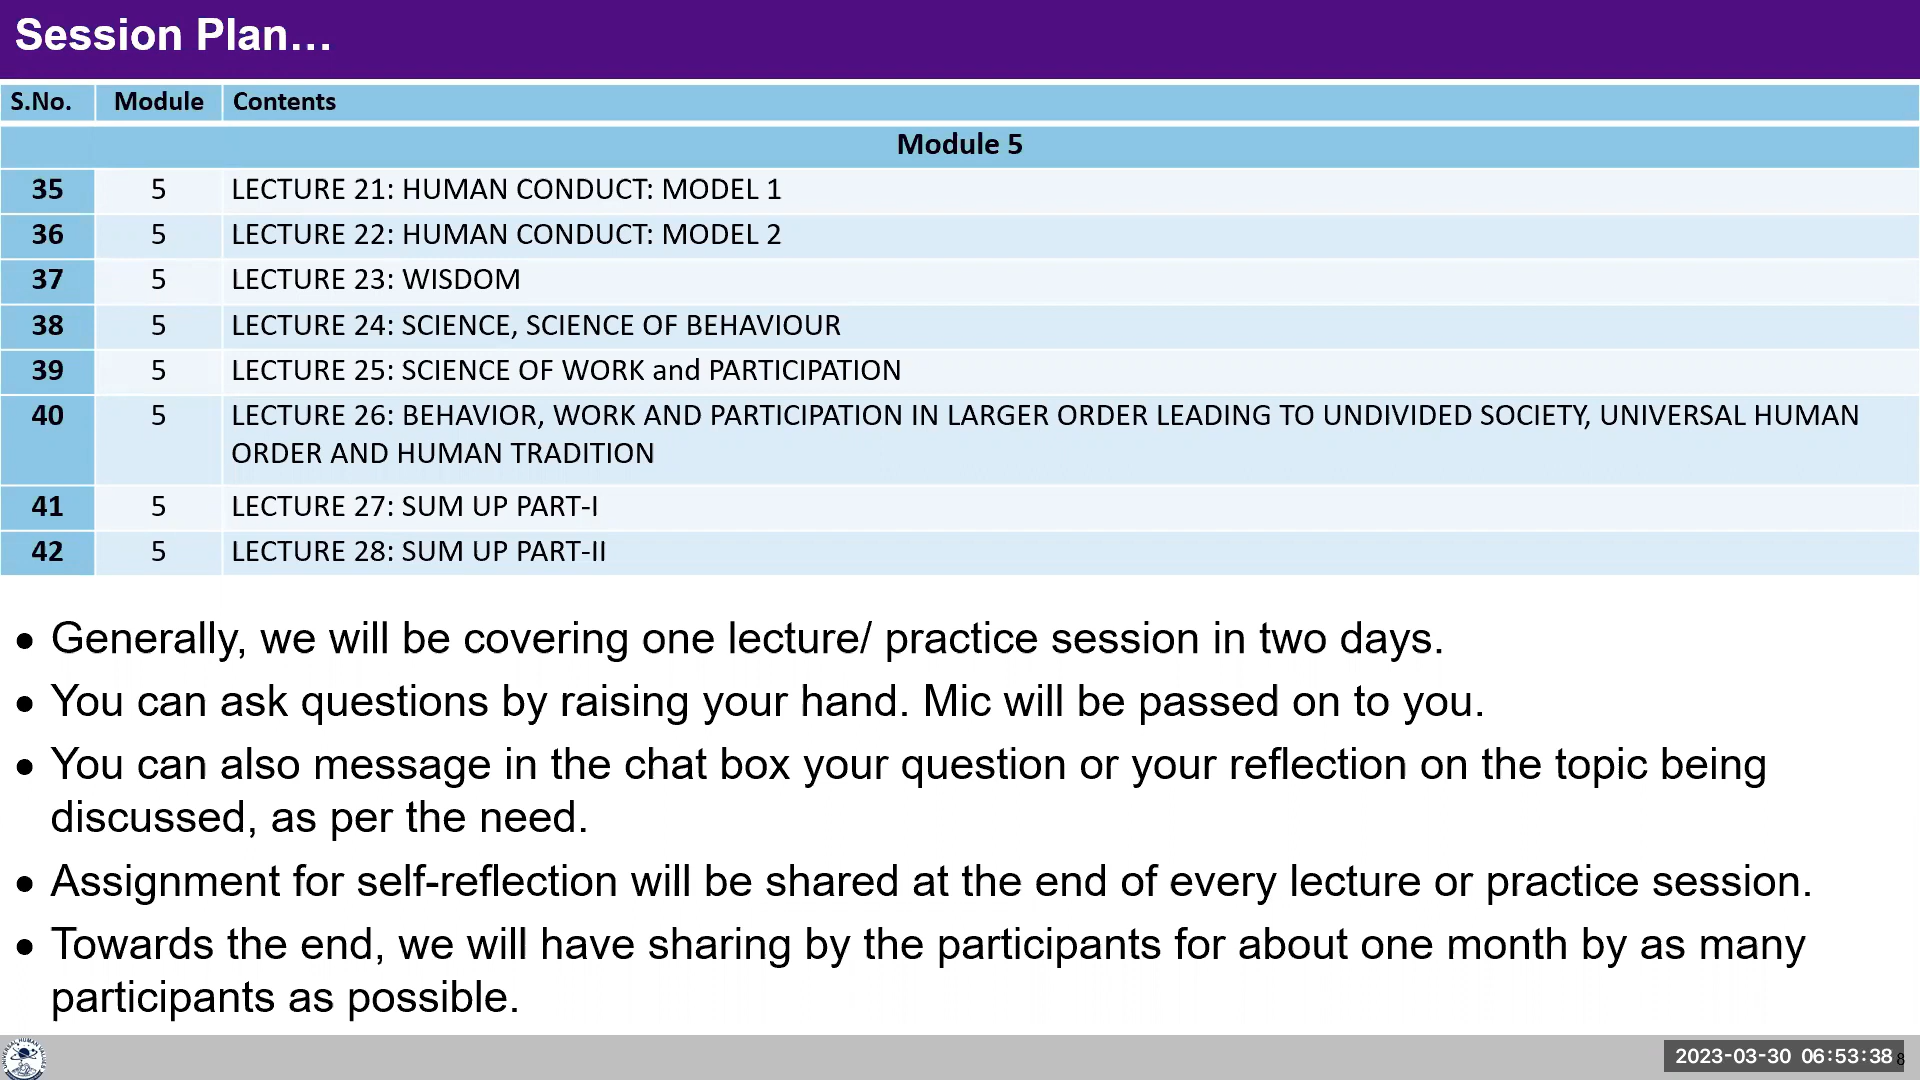 Session Plan...
S.No. Module Contents
Module 5
35 5 LECTURE 21: HUMAN CONDUCT: MODEL 1
36 5 LECTURE 22: HUMAN CONDUCT: MODEL 2
37 5 LECTURE 23: WISDOM
38 5 LECTURE 24: SCIENCE, SCIENCE OF BEHAVIOUR
39 5 LECTURE 25: SCIENCE OF WORK and PARTICIPATION
40 5 LECTURE 26: BEHAVIOR, WORK AND PARTICIPATION IN LARGER ORDER LEADING TO UNDIVIDED SOCIETY, UNIVERSAL HUMAN
ORDER AND HUMAN TRADITION
41 5 LECTURE 27: SUM UP PART-I
42 5 LECTURE 28: SUM UP PART-II
• Generally, we will be covering one lecture/ practice session in two days.
• You can ask questions by raising your hand. Mic will be passed on to you.
• You can also message in the chat box your question or your reflection on the topic being
discussed, as per the need.
• Assignment for self-reflection will be shared at the end of every lecture or practice session.
• Towards the end, we will have sharing by the participants for about one month by as many
participants as possible.
UNIVERSAL HUMAN VALUES
2023-03-30 06:53:38
8